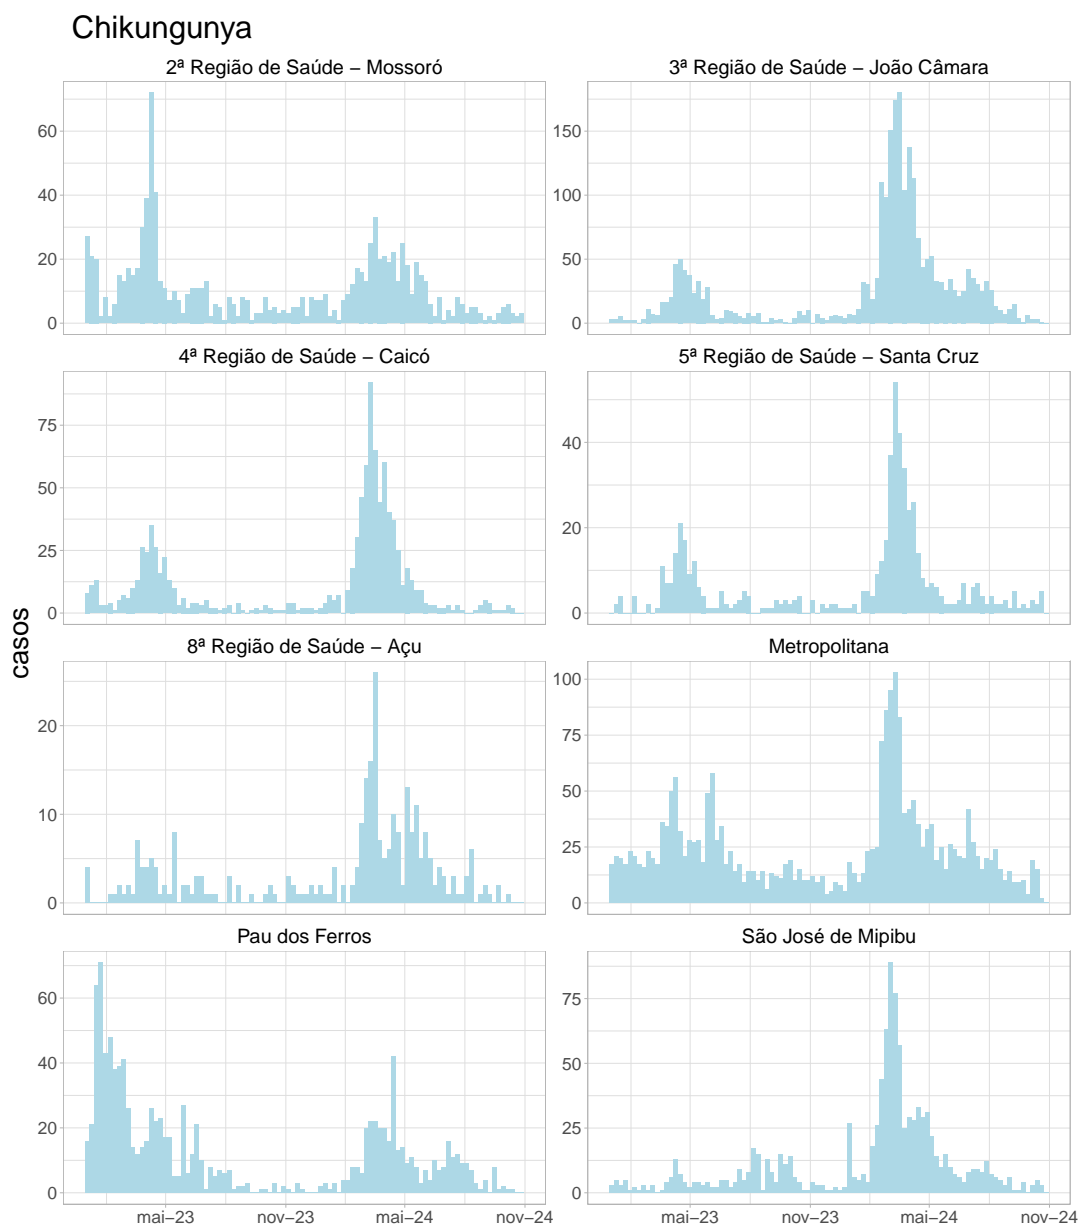 Chikungunya
2ª Região de Saúde − Mossoró
3ª Região de Saúde − João Câmara
60
40
20
0
150
100
50
0
4ª Região de Saúde − Caicó
5ª Região de Saúde − Santa Cruz
75
50
25
0
40
20
0
casos
8ª Região de Saúde − Açu
Metropolitana
20
10
0
100
75
50
25
0
Pau dos Ferros
São José de Mipibu
60
40
20
0
75
50
25
0
mai−23 nov−23 mai−24 nov−24
mai−23 nov−23 mai−24 nov−24